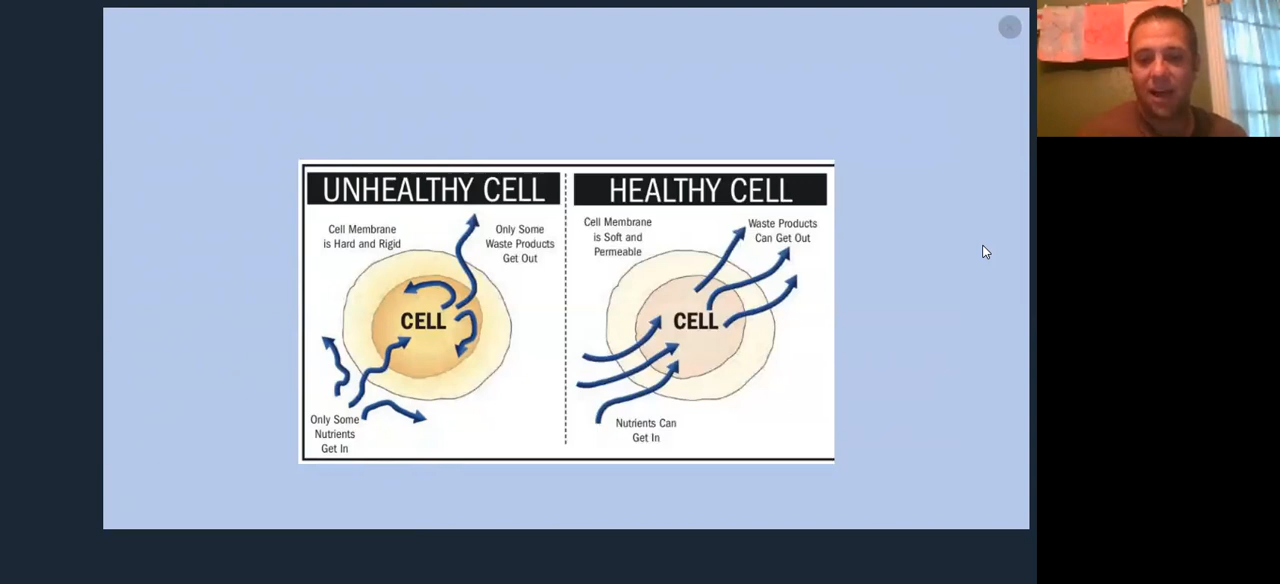 UNHEALTHY CELL
Cell Membrane
is Hard and Rigid
Only Some
Waste Products
Get Out
CELL
Only Some
Nutrients
Get In
HEALTHY CELL
Cell Membrane
is Soft and
Permeable
Waste Products
Can Get Out
CELL
Nutrients Can
Get In